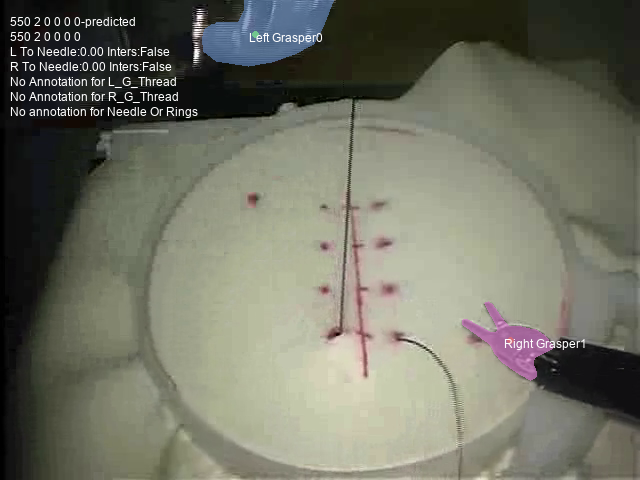 550 2 0 0 0 0-predicted
550 2 0 0 0 0
L To Needle:0.00 Inters:False
R To Needle:0.00 Inters:False
No Annotation for L_G_Thread
No Annotation for R_G_Thread
No annotation for Needle Or Rings
Left Grasper0
Right Grasper1